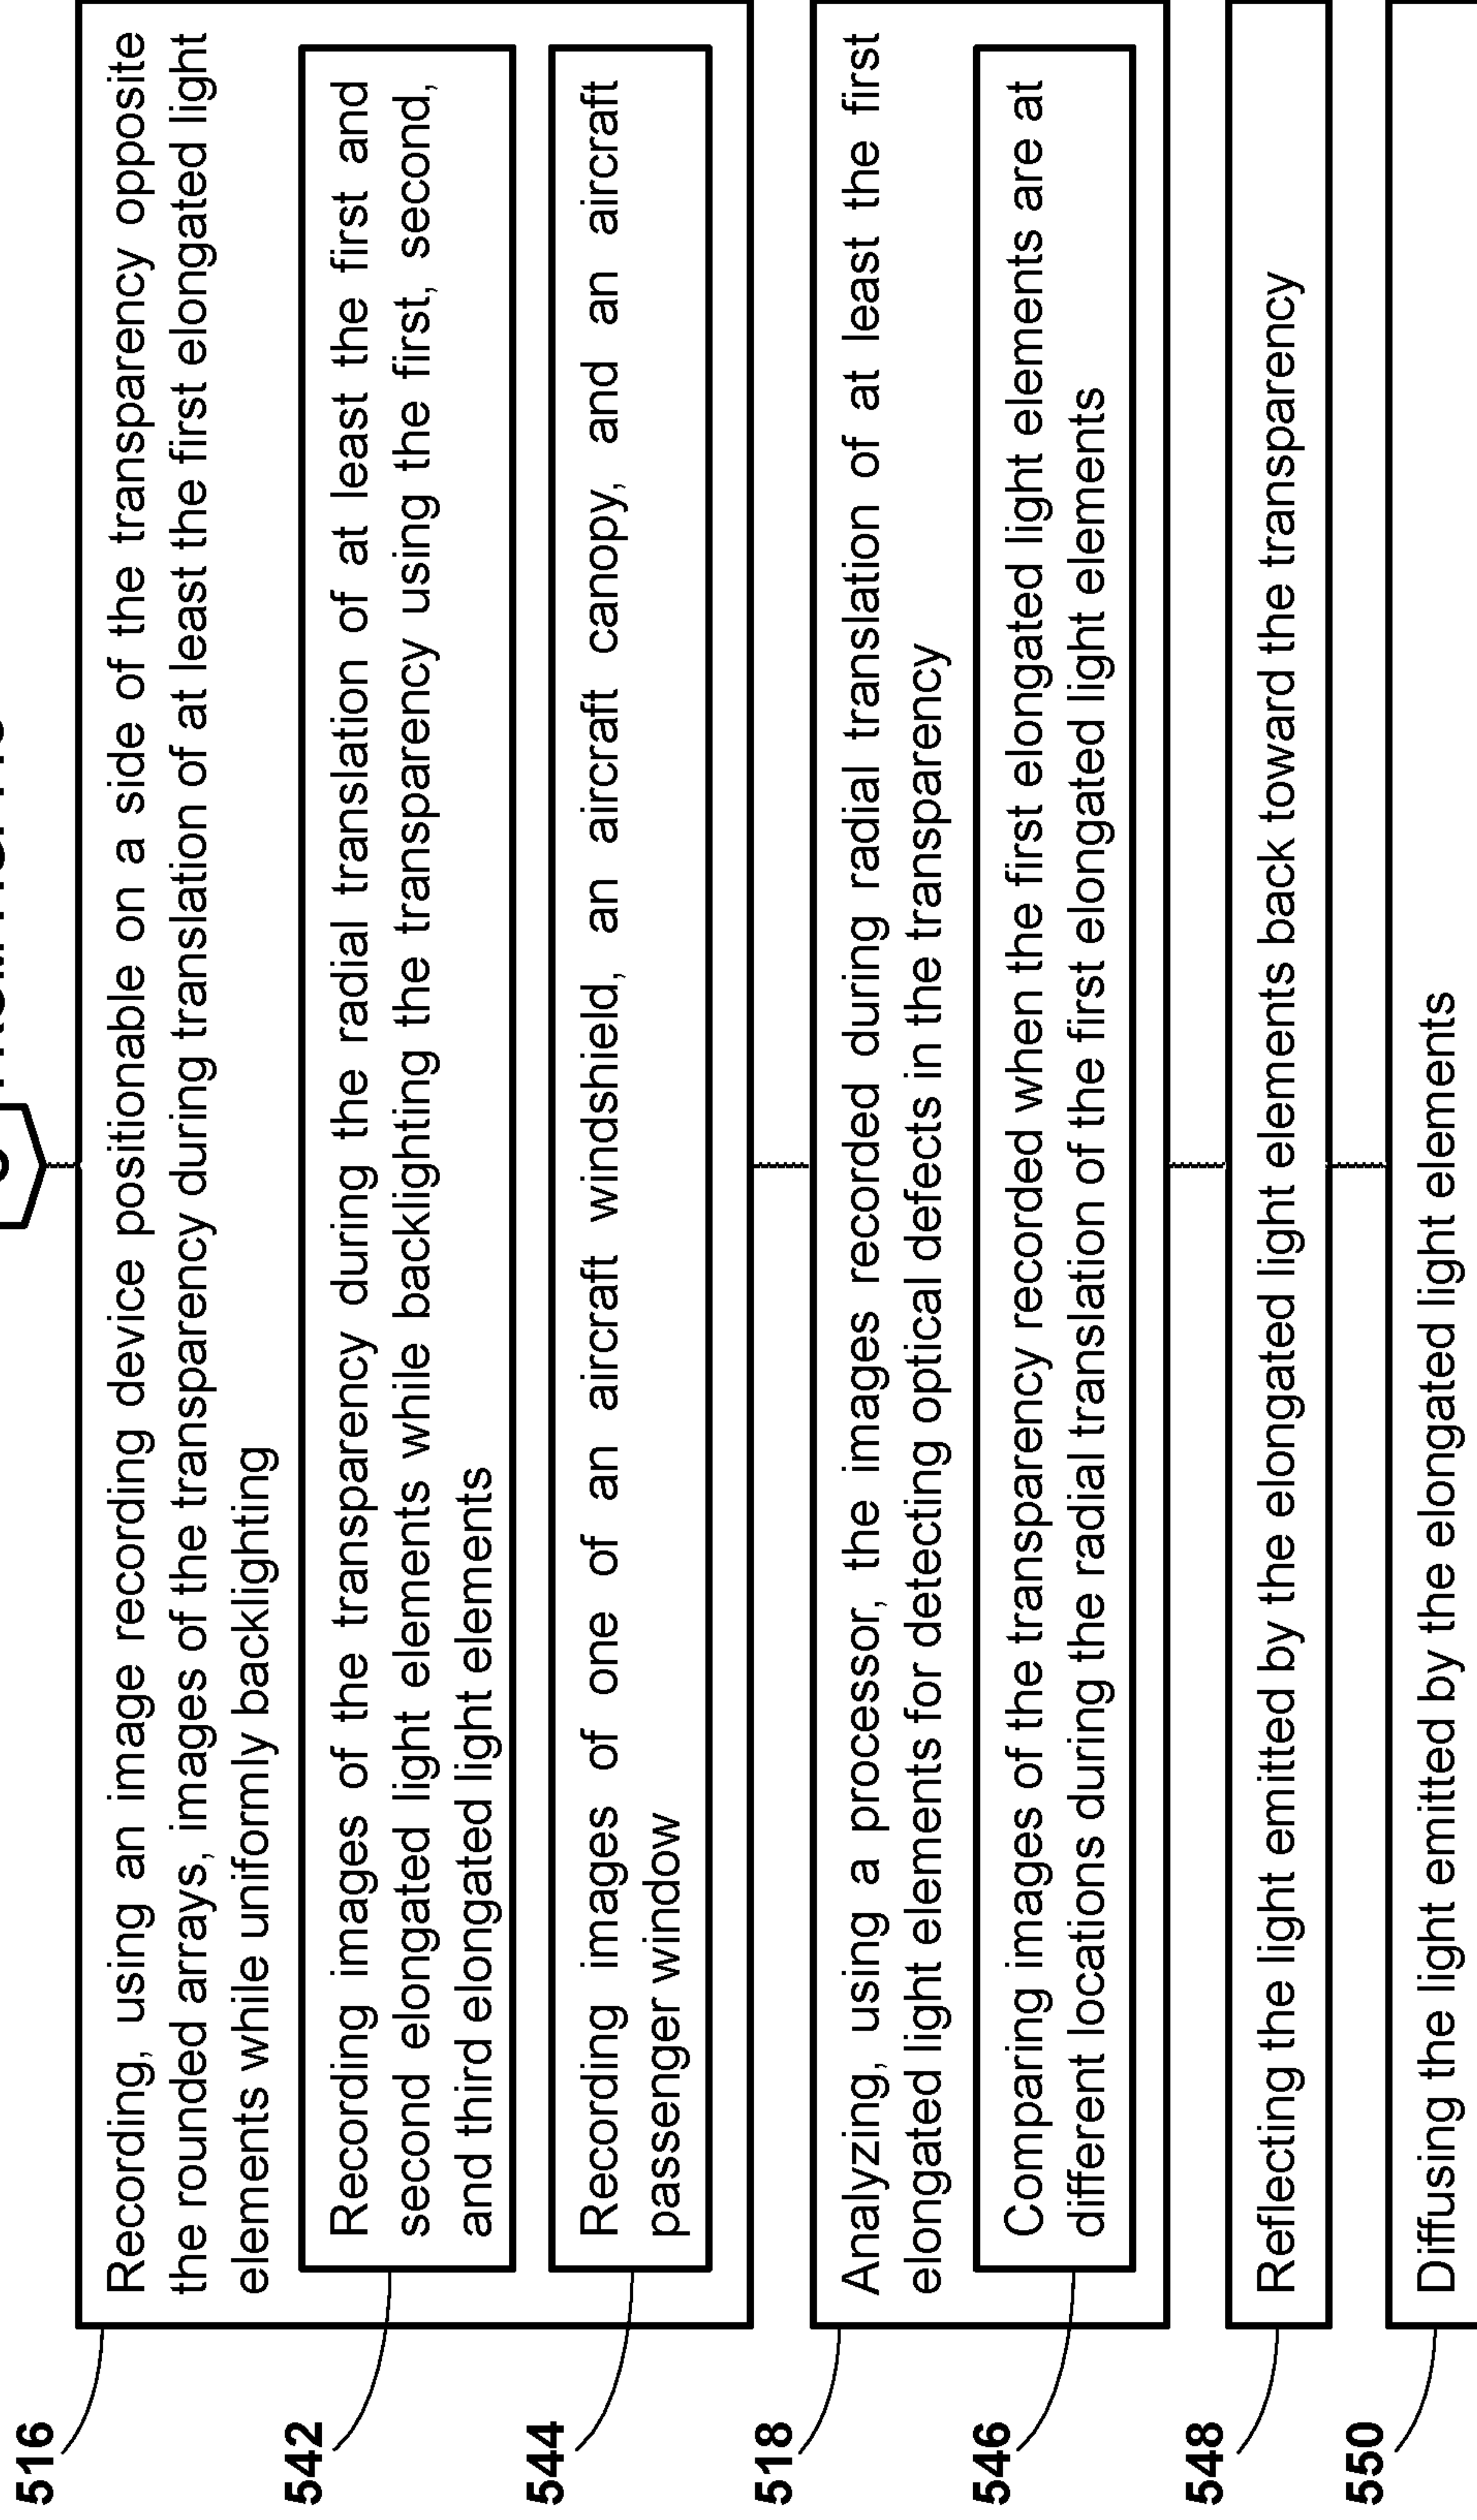 516
Recording, using an image recording device positionable on a side of the transparency opposite
the rounded arrays, images of the transparency during translation of at least the first elongated light
elements while uniformly backlighting
542
Recording images of the transparency during the radial translation of at least the first and
second elongated light elements while backlighting the transparency using the first, second,
and third elongated light elements
544
Recording images of one of an aircraft windshield, an aircraft canopy, and an aircraft
passenger window
518
Analyzing, using a processor, the images recorded during radial translation of at least the first
elongated light elements for detecting optical defects in the transparency
546
Comparing images of the transparency recorded when the first elongated light elements are at
different locations during the radial translation of the first elongated light elements
548
Reflecting the light emitted by the elongated light elements back toward the transparency
550
Diffusing the light emitted by the elongated light elements